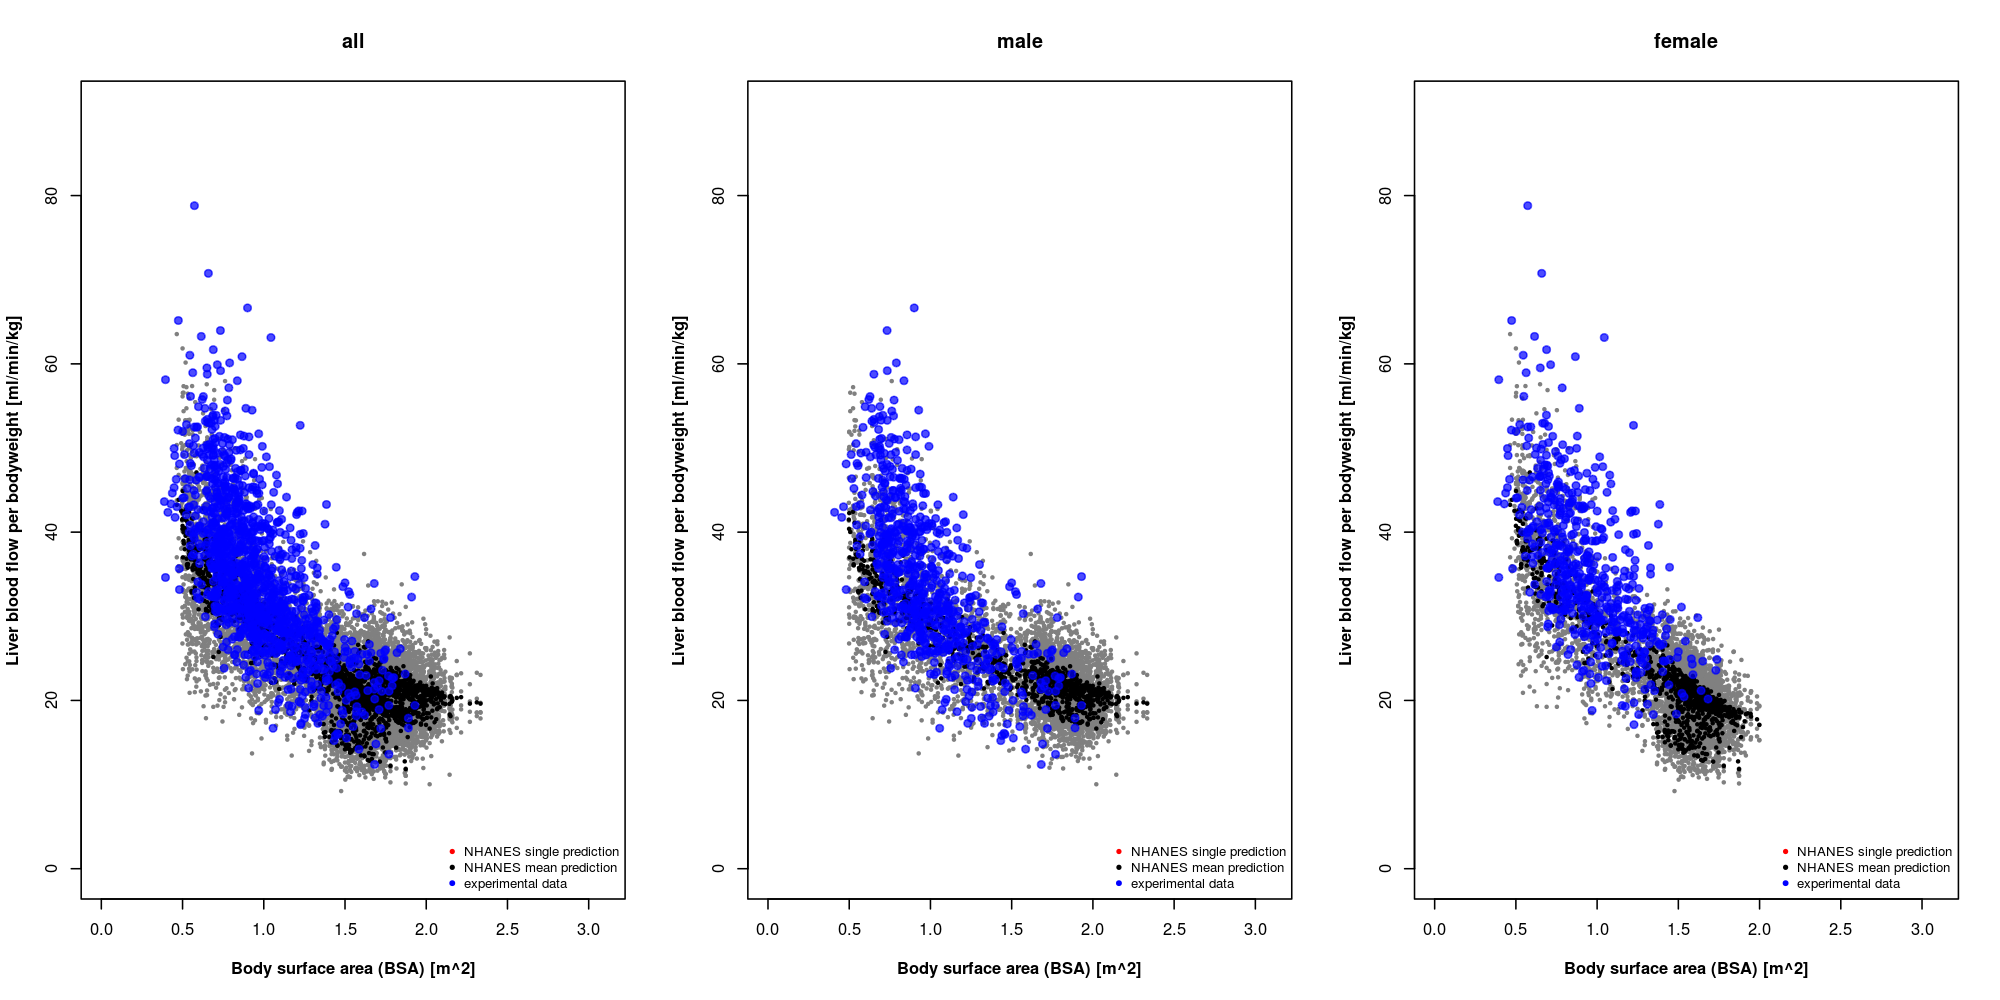 all
Liver blood flow per bodyweight [ml/min/kg]
80
60
40
20
0
NHANES single prediction
NHANES mean prediction
experimental data
0.0 0.5 1.0 1.5 2.0 2.5 3.0
Body surface area (BSA) [m^2]
male
Liver blood flow per bodyweight [ml/min/kg]
80
60
40
20
0
NHANES single prediction
NHANES mean prediction
experimental data
0.0 0.5 1.0 1.5 2.0 2.5 3.0
Body surface area (BSA) [m^2]
female
Liver blood flow per bodyweight [ml/min/kg]
80
60
40
20
0
NHANES single prediction
NHANES mean prediction
experimental data
0.0 0.5 1.0 1.5 2.0 2.5 3.0
Body surface area (BSA) [m^2]